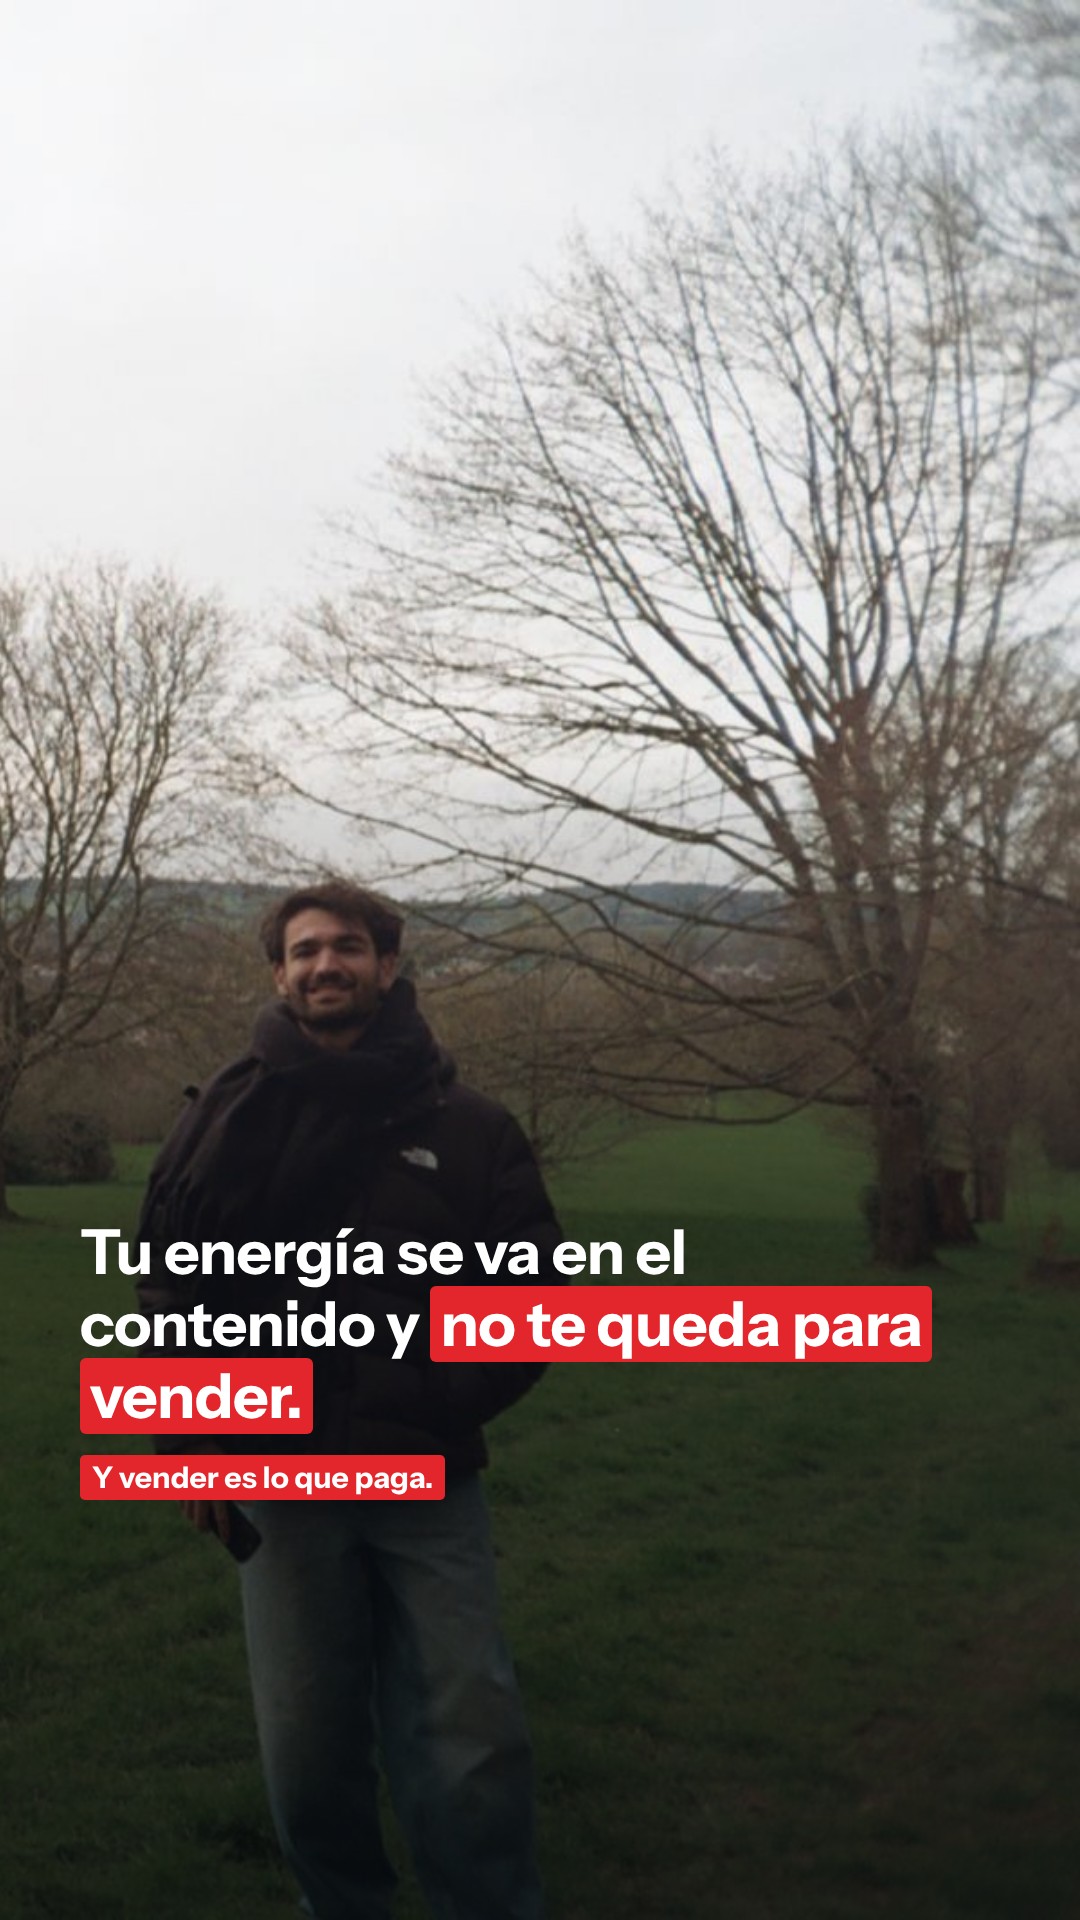 Tu energía se va en el
contenido y no te queda para
vender.
Y vender es lo que paga.